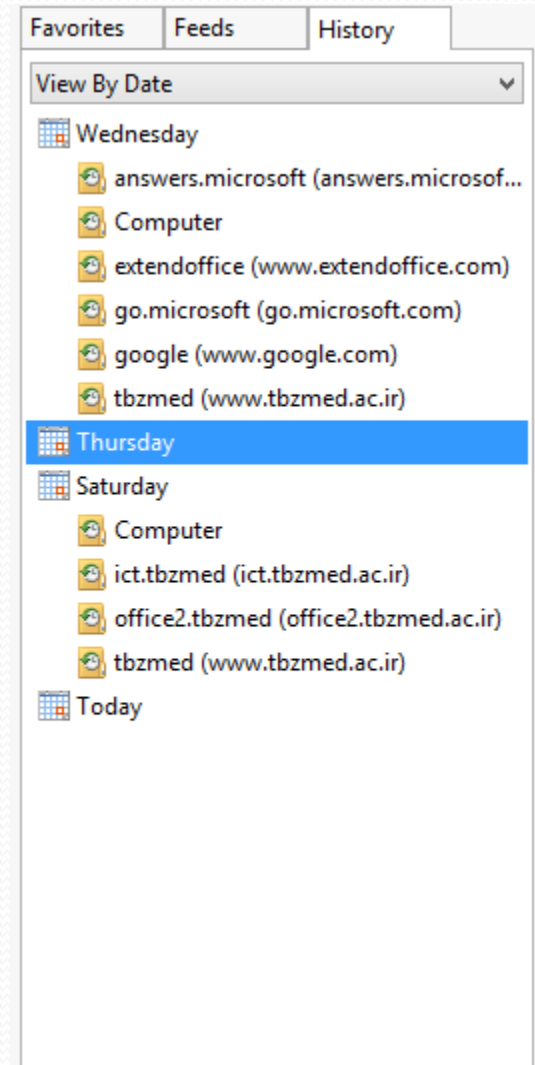 Favorites Feeds History
View By Date
Wednesday
answers.microsoft (answers.microsof...
Computer
extendoffice (www.extendoffice.com)
go.microsoft (go.microsoft.com)
google (www.google.com)
tbzmed (www.tbzmed.ac.ir)
Thursday
Saturday
Computer
ict.tbzmed (ict.tbzmed.ac.ir)
office2.tbzmed (office2.tbzmed.ac.ir)
tbzmed (www.tbzmed.ac.ir)
Today